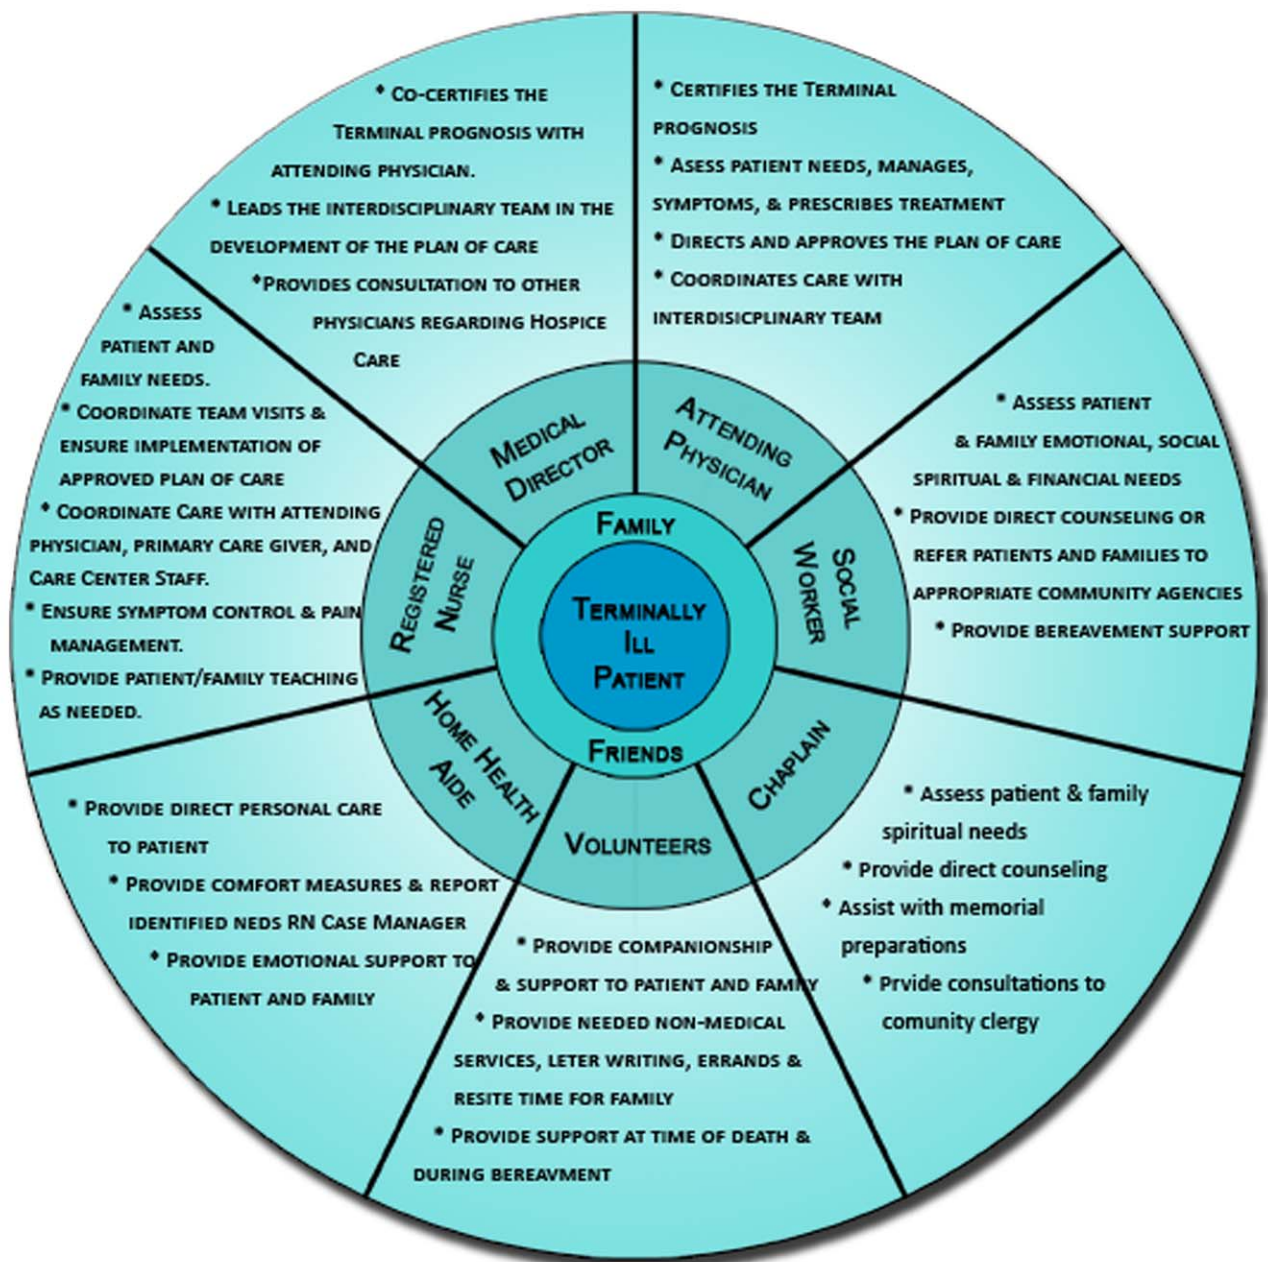 * Co-certifies the
Terminal prognosis with
attending physician.
* Leads the interdisciplinary team in the
development of the plan of care
*Provides consultation to other
physicians regarding Hospice
Care
* Certifies the Terminal
prognosis
* Asess patient needs, manages,
symptoms, & prescribes treatment
* Directs and approves the plan of care
* Coordinates care with
interdisicplinary team
* Assess patient
& family emotional, social
spiritual & financial needs
* Provide direct counseling or
refer patients and families to
appropriate community agencies
* Provide bereavement support
* Assess patient & family
spiritual needs
* Provide direct counseling
* Assist with memorial
preparations
* Prvide consultations to
comunity clergy
* Provide companionship
& support to patient and family
* Provide needed non-medical
services, leter writing, errands &
resite time for family
* Provide support at time of death &
during bereavment
* Provide direct personal care
to patient
* Provide comfort measures & report
identified neds RN Case Manager
* Provide emotional support to
patient and family
* Assess
patient and
family needs.
* Coordinate team visits &
ensure implementation of
approved plan of care
* Coordinate Care with attending
physician, primary care giver, and
Care Center Staff.
* Ensure symptom control & pain
management.
* Provide patient/family teaching
as needed.
Medical
Director
Attending
Physician
Social
Worker
Chaplain
Volunteers
Home Health
Aide
Registered
Nurse
Family
Terminally
Ill
Patient
Friends